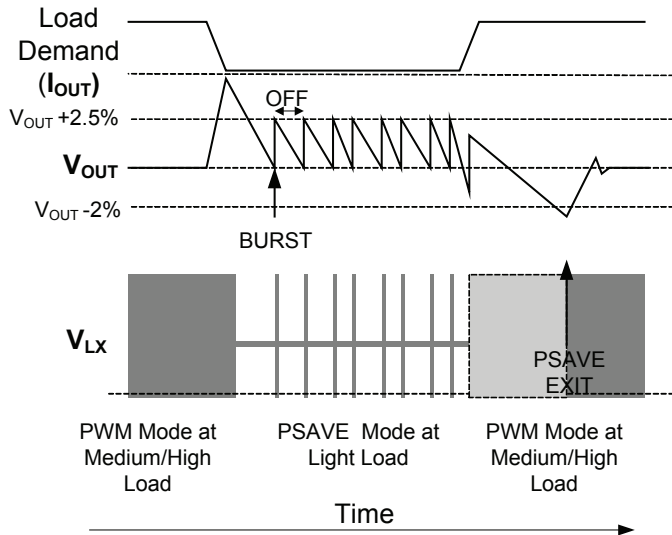 Load
Demand
(IOUT)
OFF
VOUT +2.5%
VOUT
VOUT -2%
BURST
VLX
PSAVE
EXIT
PWM Mode at
Medium/High
Load
PSAVE Mode at
Light Load
PWM Mode at
Medium/High
Load
Time